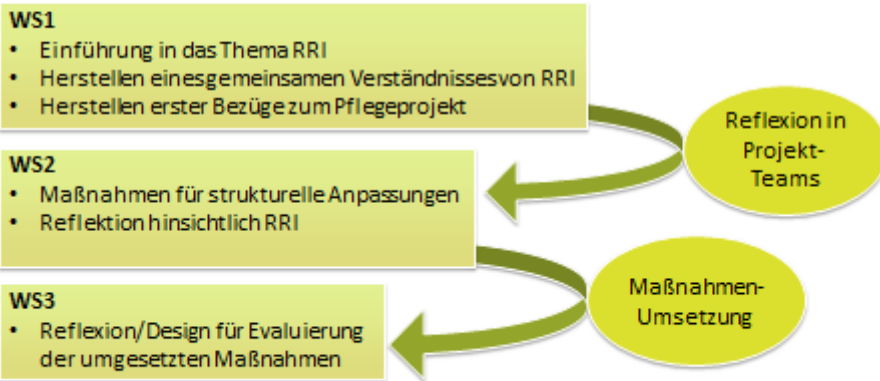 WS1
• Einführung in das Thema RRI
• Herstellen einesgemeinsamen Verständnissesvon RRI
• Herstellen erster Bezüge zum Pflegeprojekt
Reflexion in
Projekt-
Teams
WS2
• Maßnahmen für strukturelle Anpassungen
• Reflektion hinsichtlich RRI
Maßnahmen-
Umsetzung
WS3
• Reflexion/Design für Evaluierung
der umgesetzten Maßnahmen